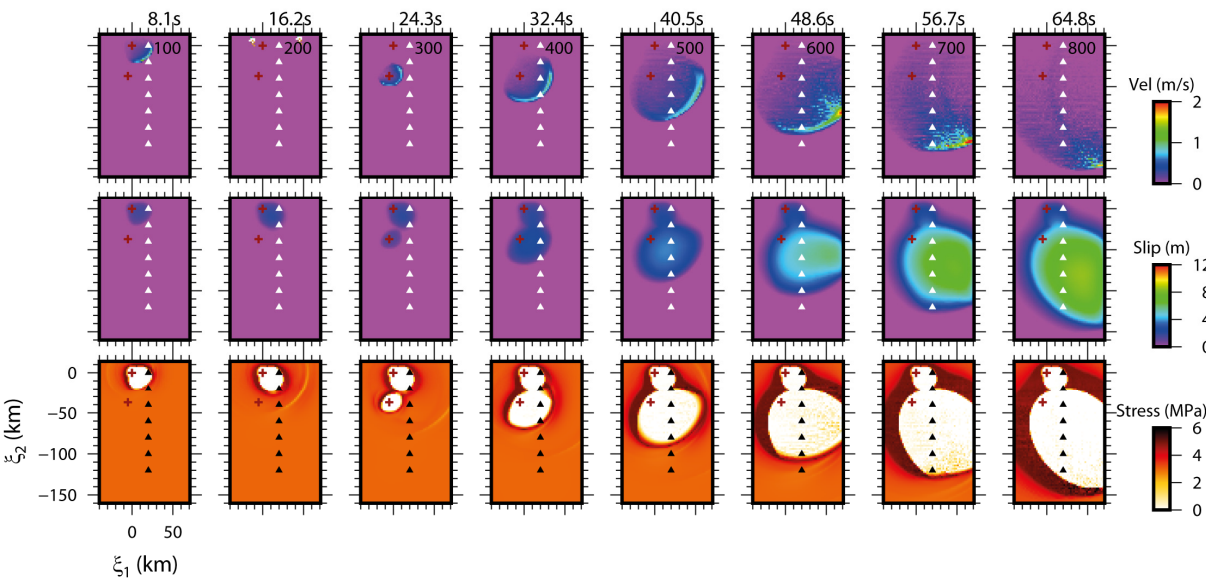 8.1s 16.2s 24.3s 32.4s 40.5s 48.6s 56.7s 64.8s
100 200 300 400 500 600 700 800
Vel (m/s)
2
1
0
Slip (m)
12
8
4
0
Stress (MPa)
6
4
2
0
0
−50
−100
−150
ξ2 (km)
0 50
ξ1 (km)